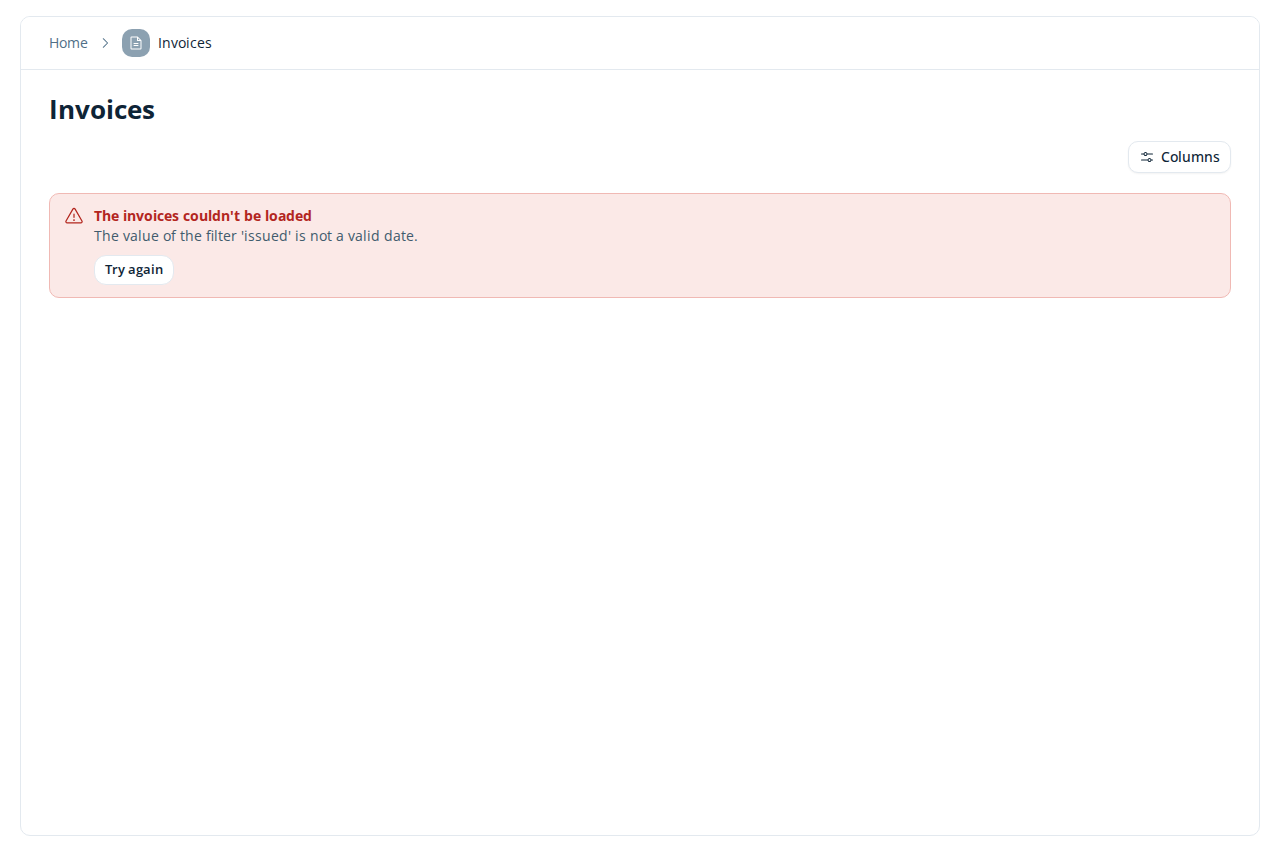 Home Invoices
Invoices
Columns
The invoices couldn't be loaded
The value of the filter 'issued' is not a valid date.
Try again